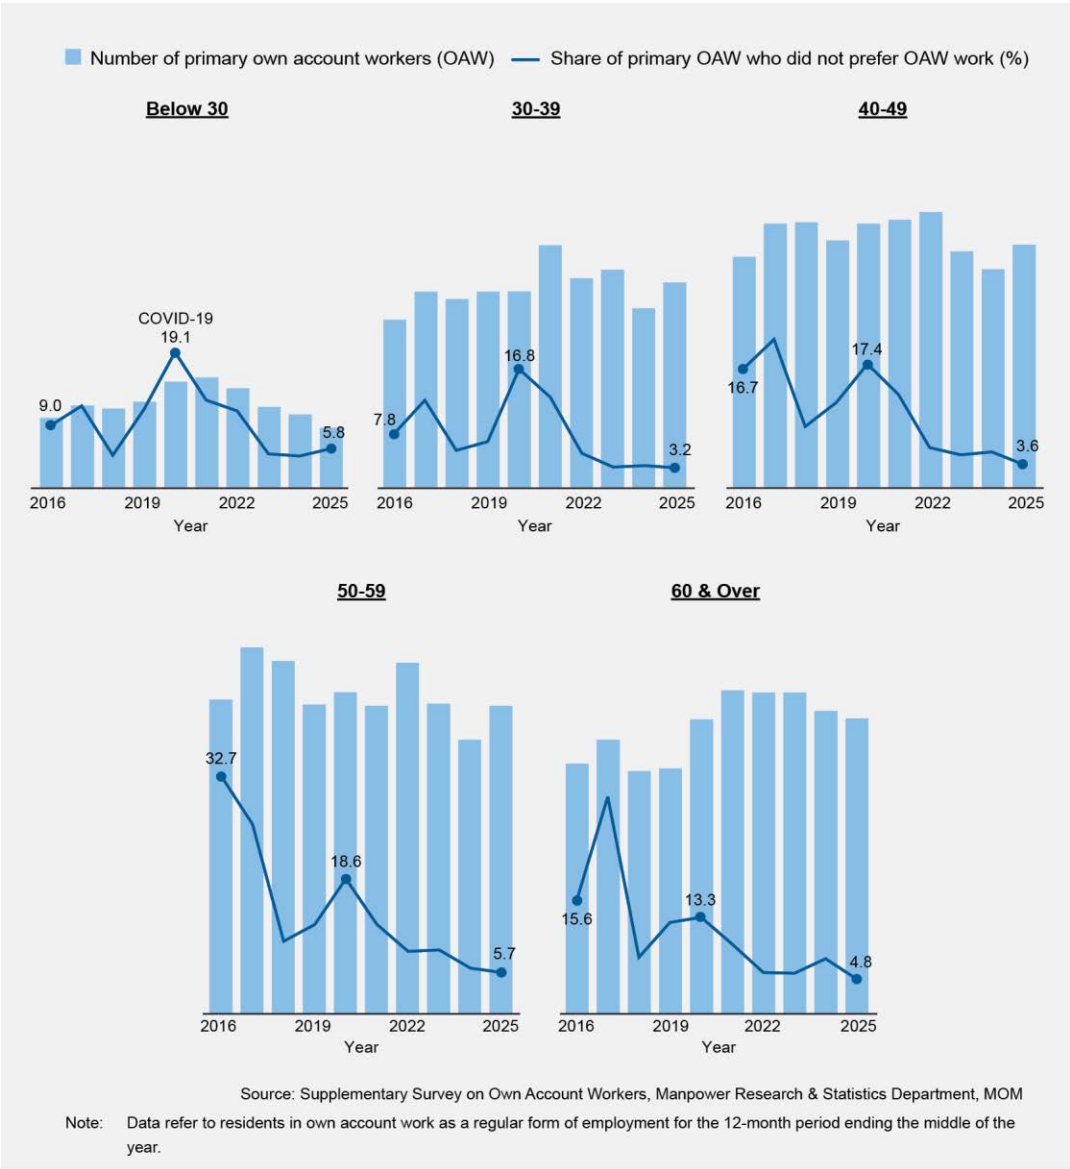 Number of primary own account workers (OAW) Share of primary OAW who did not prefer OAW work (%)
Below 30
30-39
40-49
COVID-19
19.1
9.0
5.8
2016 2019 2022 2025
Year
16.8
7.8
3.2
2016 2019 2022 2025
Year
17.4
16.7
3.6
2016 2019 2022 2025
Year
50-59
60 & Over
32.7
18.6
5.7
2016 2019 2022 2025
Year
15.6
13.3
4.8
2016 2019 2022 2025
Year
Source: Supplementary Survey on Own Account Workers, Manpower Research & Statistics Department, MOM
Note: Data refer to residents in own account work as a regular form of employment for the 12-month period ending the middle of the
year.